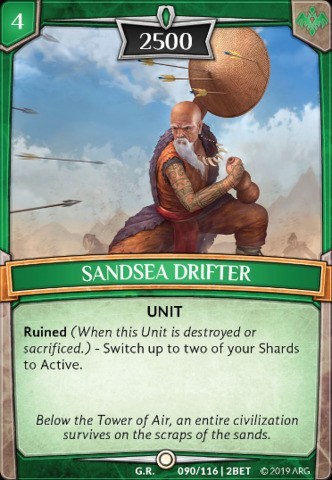 4
2500
SANDSEA DRIFTER
UNIT
Ruined (When this Unit is destroyed or
sacrificed.) - Switch up to two of your Shards
to Active.
Below the Tower of Air, an entire civilization
survives on the scraps of the sands.
G.R. 090/116 | 2BET © 2019 ARG